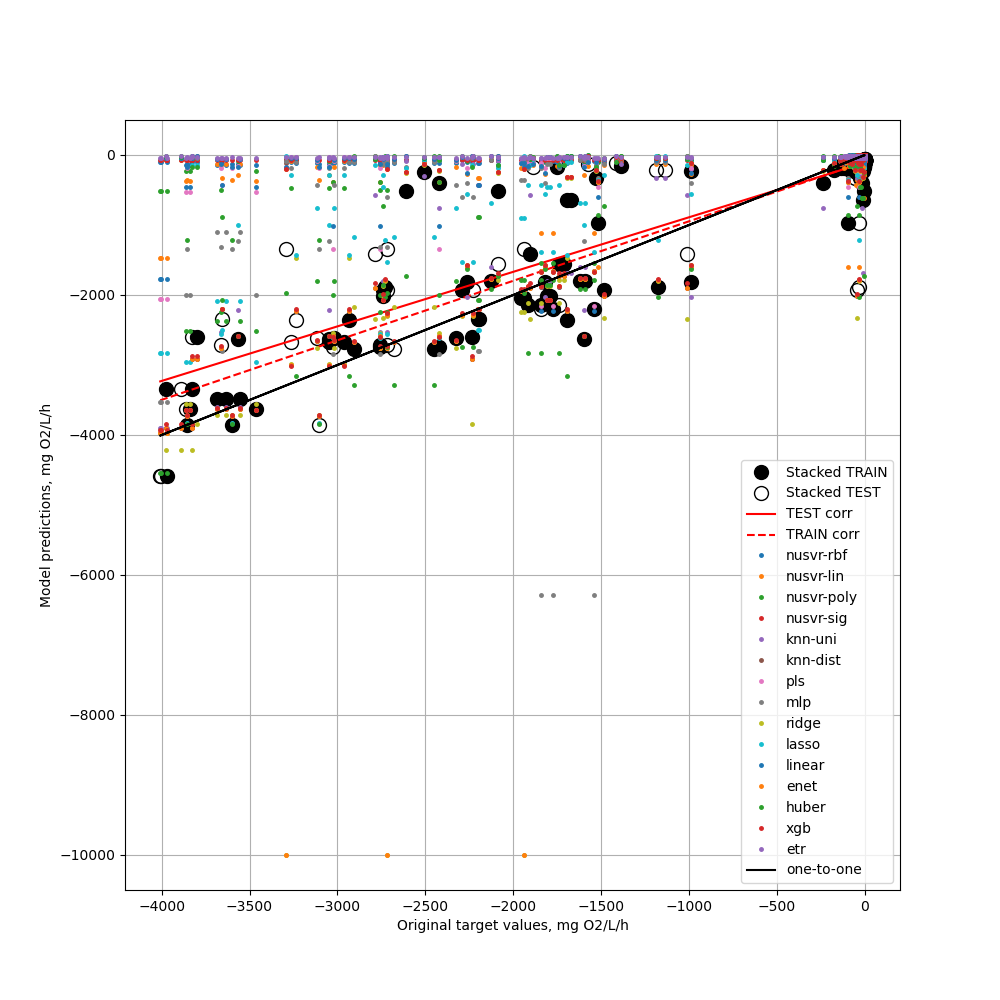 0
−2000
−4000
−6000
−8000
−10000
Model predictions, mg O2/L/h
−4000 −3500 −3000 −2500 −2000 −1500 −1000 −500 0
Original target values, mg O2/L/h
Stacked TRAIN
Stacked TEST
TEST corr
TRAIN corr
nusvr-rbf
nusvr-lin
nusvr-poly
nusvr-sig
knn-uni
knn-dist
pls
mlp
ridge
lasso
linear
enet
huber
xgb
etr
one-to-one